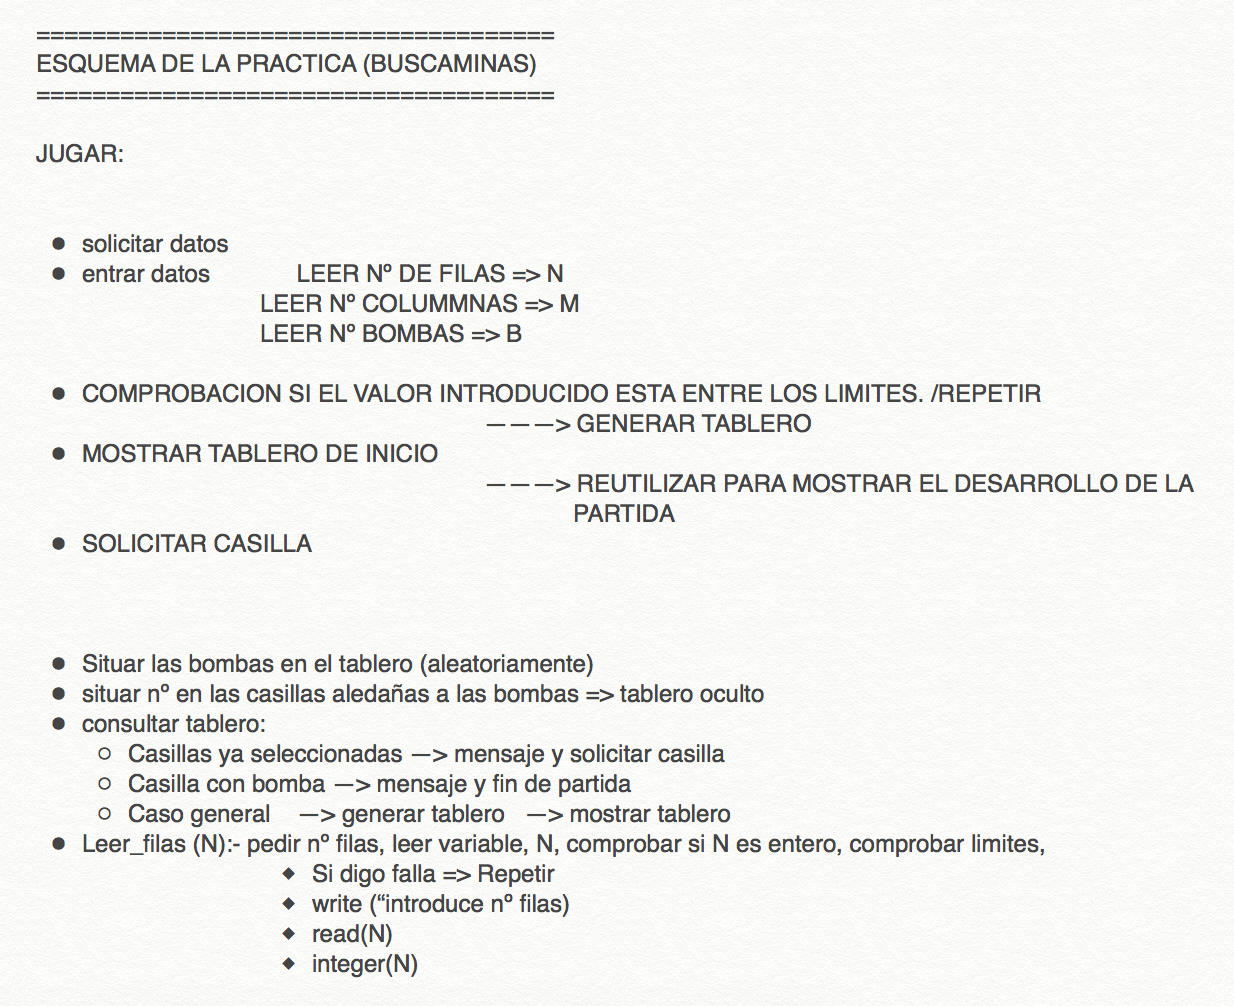 =====================================
ESQUEMA DE LA PRACTICA (BUSCAMINAS)
=====================================
JUGAR:
● solicitar datos
● entrar datos LEER Nº DE FILAS => N
LEER Nº COLUMMNAS => M
LEER Nº BOMBAS => B
● COMPROBACION SI EL VALOR INTRODUCIDO ESTA ENTRE LOS LIMITES. /REPETIR
———> GENERAR TABLERO
● MOSTRAR TABLERO DE INICIO
———> REUTILIZAR PARA MOSTRAR EL DESARROLLO DE LA
PARTIDA
● SOLICITAR CASILLA
● Situar las bombas en el tablero (aleatoriamente)
● situar nº en las casillas aledañas a las bombas => tablero oculto
● consultar tablero:
○ Casillas ya seleccionadas —> mensaje y solicitar casilla
○ Casilla con bomba —> mensaje y fin de partida
○ Caso general —> generar tablero —> mostrar tablero
● Leer_filas (N):- pedir nº filas, leer variable, N, comprobar si N es entero, comprobar limites,
◆ Si digo falla => Repetir
◆ write (“introduce nº filas)
◆ read(N)
◆ integer(N)